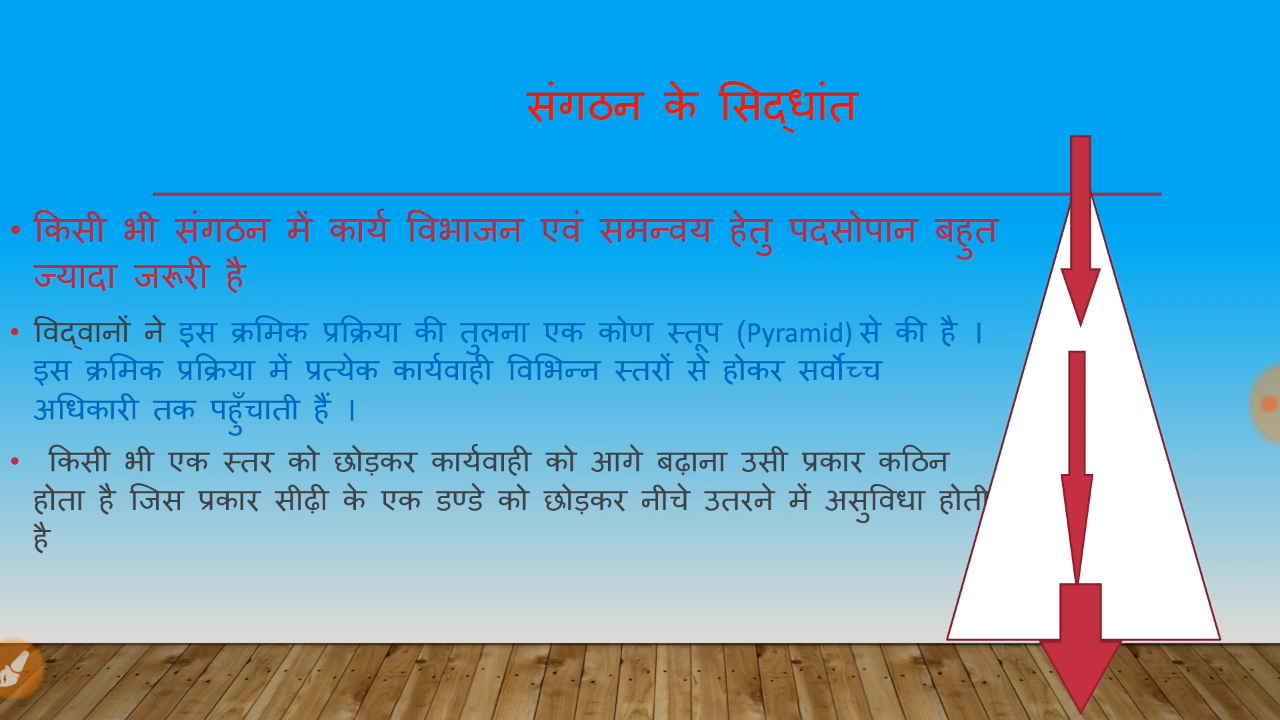 संगठन के सिद्धांत
• किसी भी संगठन में कार्य विभाजन एवं समन्वय हेतु पदसोपान बहुत
ज्यादा जरूरी है
• विद्वानों ने इस क्रमिक प्रक्रिया की तुलना एक कोण स्तूप (Pyramid) से की है ।
इस क्रमिक प्रक्रिया में प्रत्येक कार्यवाही विभिन्न स्तरों से होकर सर्वोच्च
अधिकारी तक पहुँचाती हैं ।
• किसी भी एक स्तर को छोड़कर कार्यवाही को आगे बढ़ाना उसी प्रकार कठिन
होता है जिस प्रकार सीढ़ी के एक डण्डे को छोड़कर नीचे उतरने में असुविधा होती
है